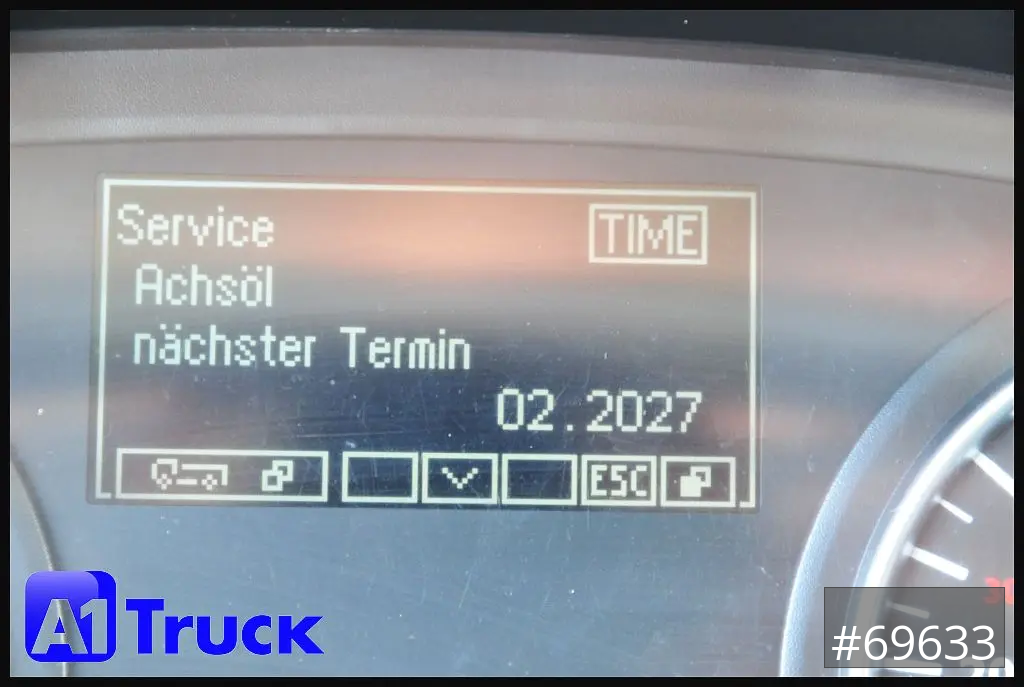 Service TIME
Achsöl
nächster Termin
02.2027
ESC
A1 Truck
#69633